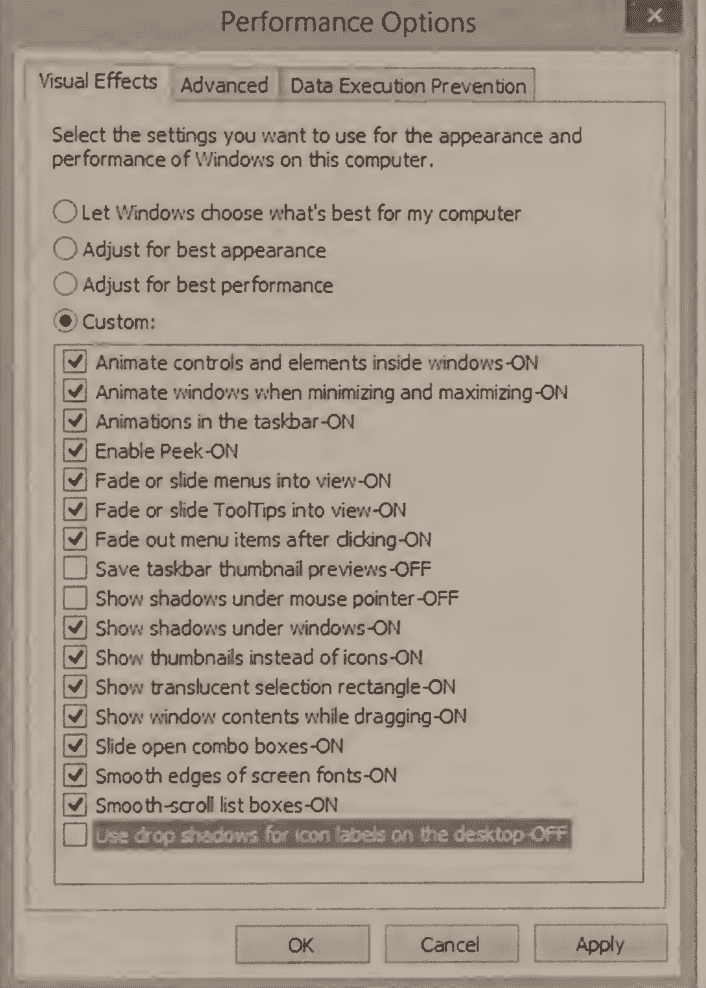 Performance Options
Visual Effects
Advanced
Data Execution Prevention
Select the settings you want to use for the appearance and
performance of Windows on this computer.
Let Windows choose what's best for my computer
Adjust for best appearance
Adjust for best performance
Custom:
Animate controls and elements inside windows-ON
Animate windows when minimizing and maximizing-ON
Animations in the taskbar-ON
Enable Peek-ON
Fade or slide menus into view-ON
Fade or slide ToolTips into view-ON
Fade out menu items after clicking-ON
Save taskbar thumbnail previews-OFF
Show shadows under mouse pointer-OFF
Show shadows under windows-ON
Show thumbnails instead of icons-ON
Show translucent selection rectangle-ON
Show window contents while dragging-ON
Slide open combo boxes-ON
Smooth edges of screen fonts-ON
Smooth-scroll list boxes-ON
Use drop shadows for icon labels on the desktop-OFF
OK
Cancel
Apply